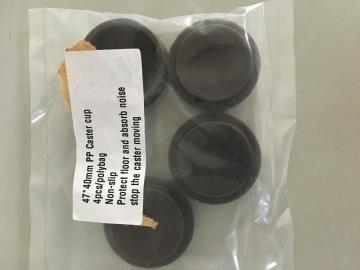 47*40mm PP Caster cup
4pcs/polybag
Non-slip
Protect floor and absorb noise
stop the caster moving